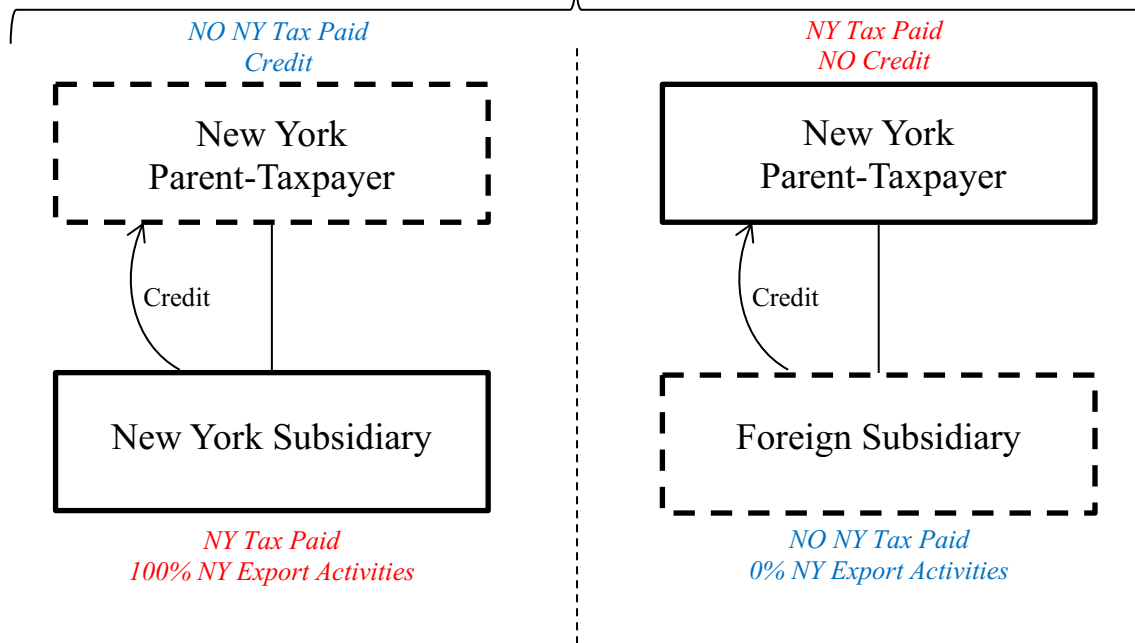 NO NY Tax Paid
Credit
New York
Parent-Taxpayer
Credit
New York Subsidiary
NY Tax Paid
100% NY Export Activities
NY Tax Paid
NO Credit
New York
Parent-Taxpayer
Credit
Foreign Subsidiary
NO NY Tax Paid
0% NY Export Activities